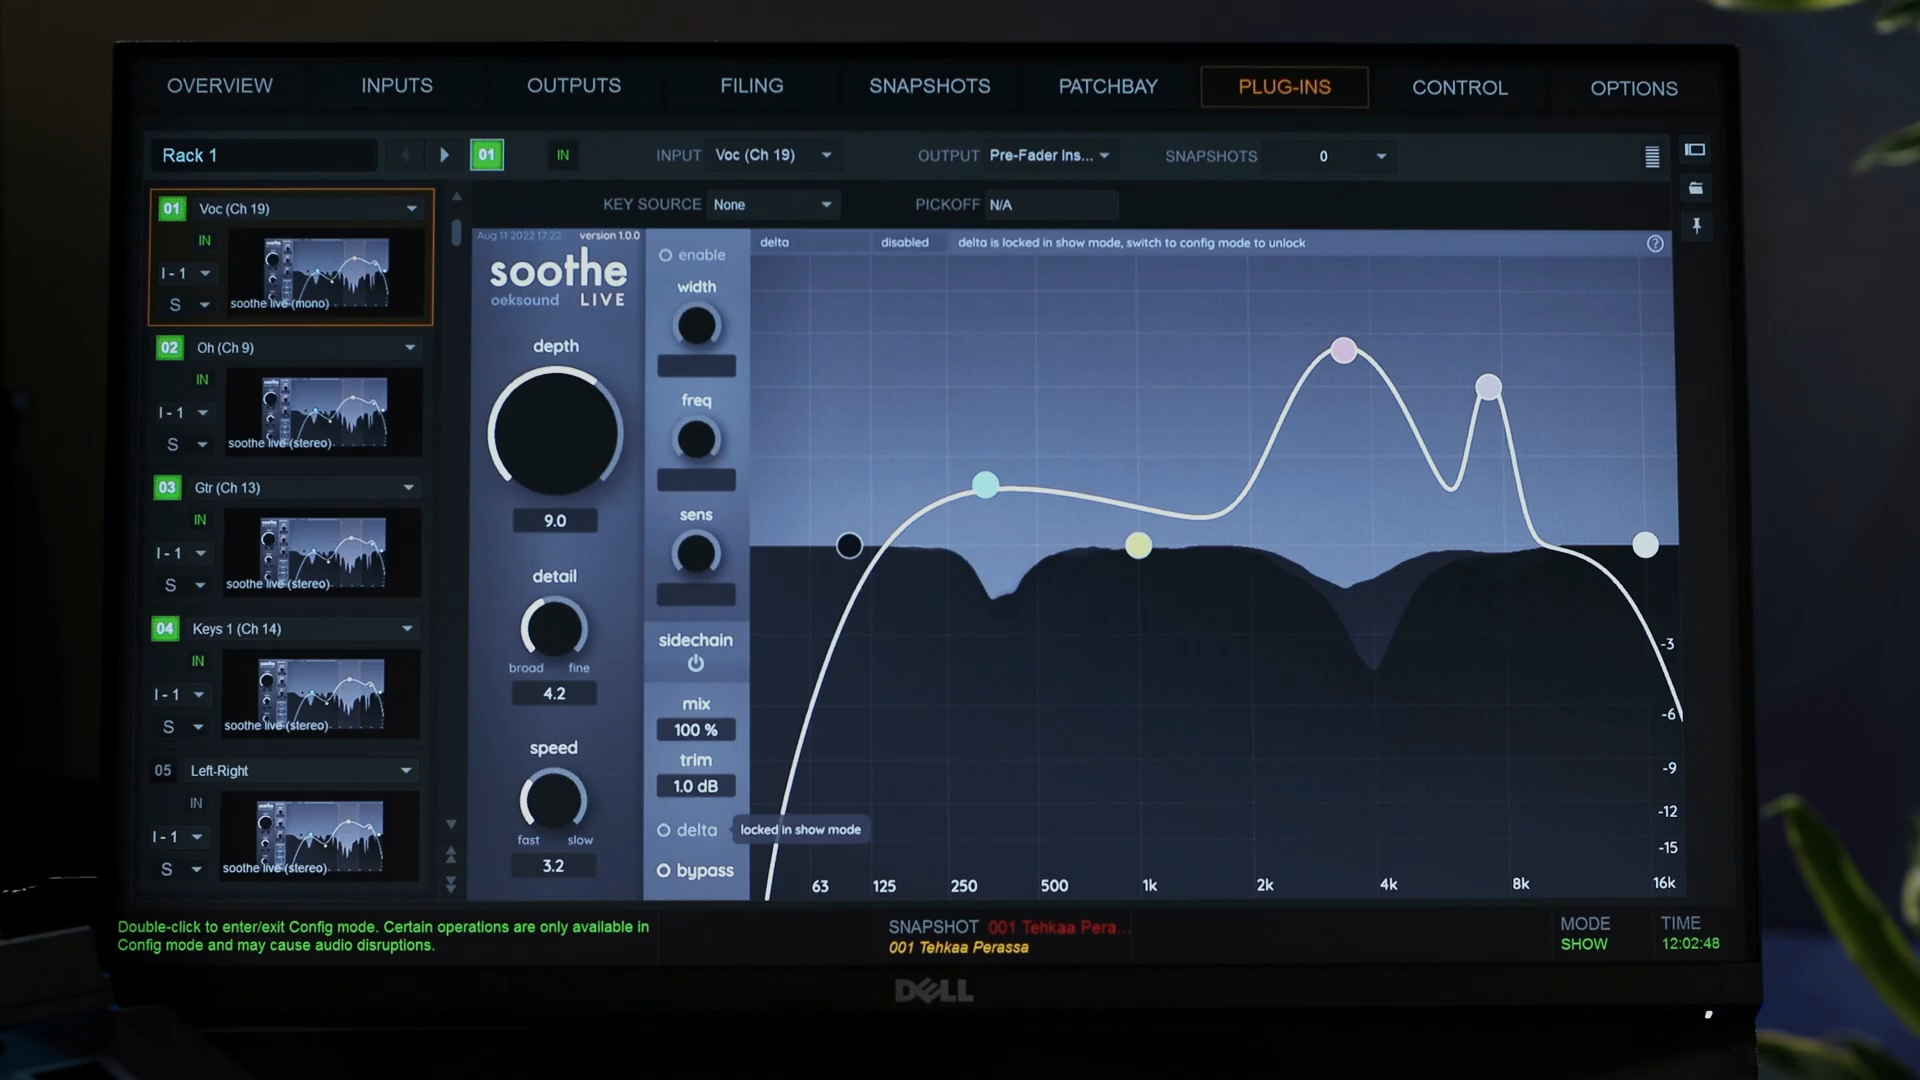 OVERVIEW INPUTS OUTPUTS FILING SNAPSHOTS PATCHBAY PLUG-INS CONTROL OPTIONS
Rack 1 01 IN INPUT Voc (Ch 19) OUTPUT Pre-Fader Ins... SNAPSHOTS 0
KEY SOURCE None PICKOFF N/A
01 Voc (Ch 19)
IN
I - 1
S
soothe live (mono)
02 Oh (Ch 9)
IN
I - 1
S
soothe live (stereo)
03 Gtr (Ch 13)
IN
I - 1
S
soothe live (stereo)
04 Keys 1 (Ch 14)
IN
I - 1
S
soothe live (stereo)
05 Left-Right
IN
I - 1
S
soothe live (stereo)
Aug 11 2022 17:22 version 1.0.0
soothe
oeksound LIVE
depth
9.0
detail
broad fine
4.2
speed
fast slow
3.2
enable
width
freq
sens
sidechain
mix
100 %
trim
1.0 dB
delta
locked in show mode
bypass
delta disabled delta is locked in show mode, switch to config mode to unlock
?
-3
-6
-9
-12
-15
63 125 250 500 1k 2k 4k 8k 16k
Double-click to enter/exit Config mode. Certain operations are only available in
Config mode and may cause audio disruptions.
SNAPSHOT 001 Tehkaa Pera...
001 Tehkaa Perassa
MODE
SHOW
TIME
12:02:48
DELL